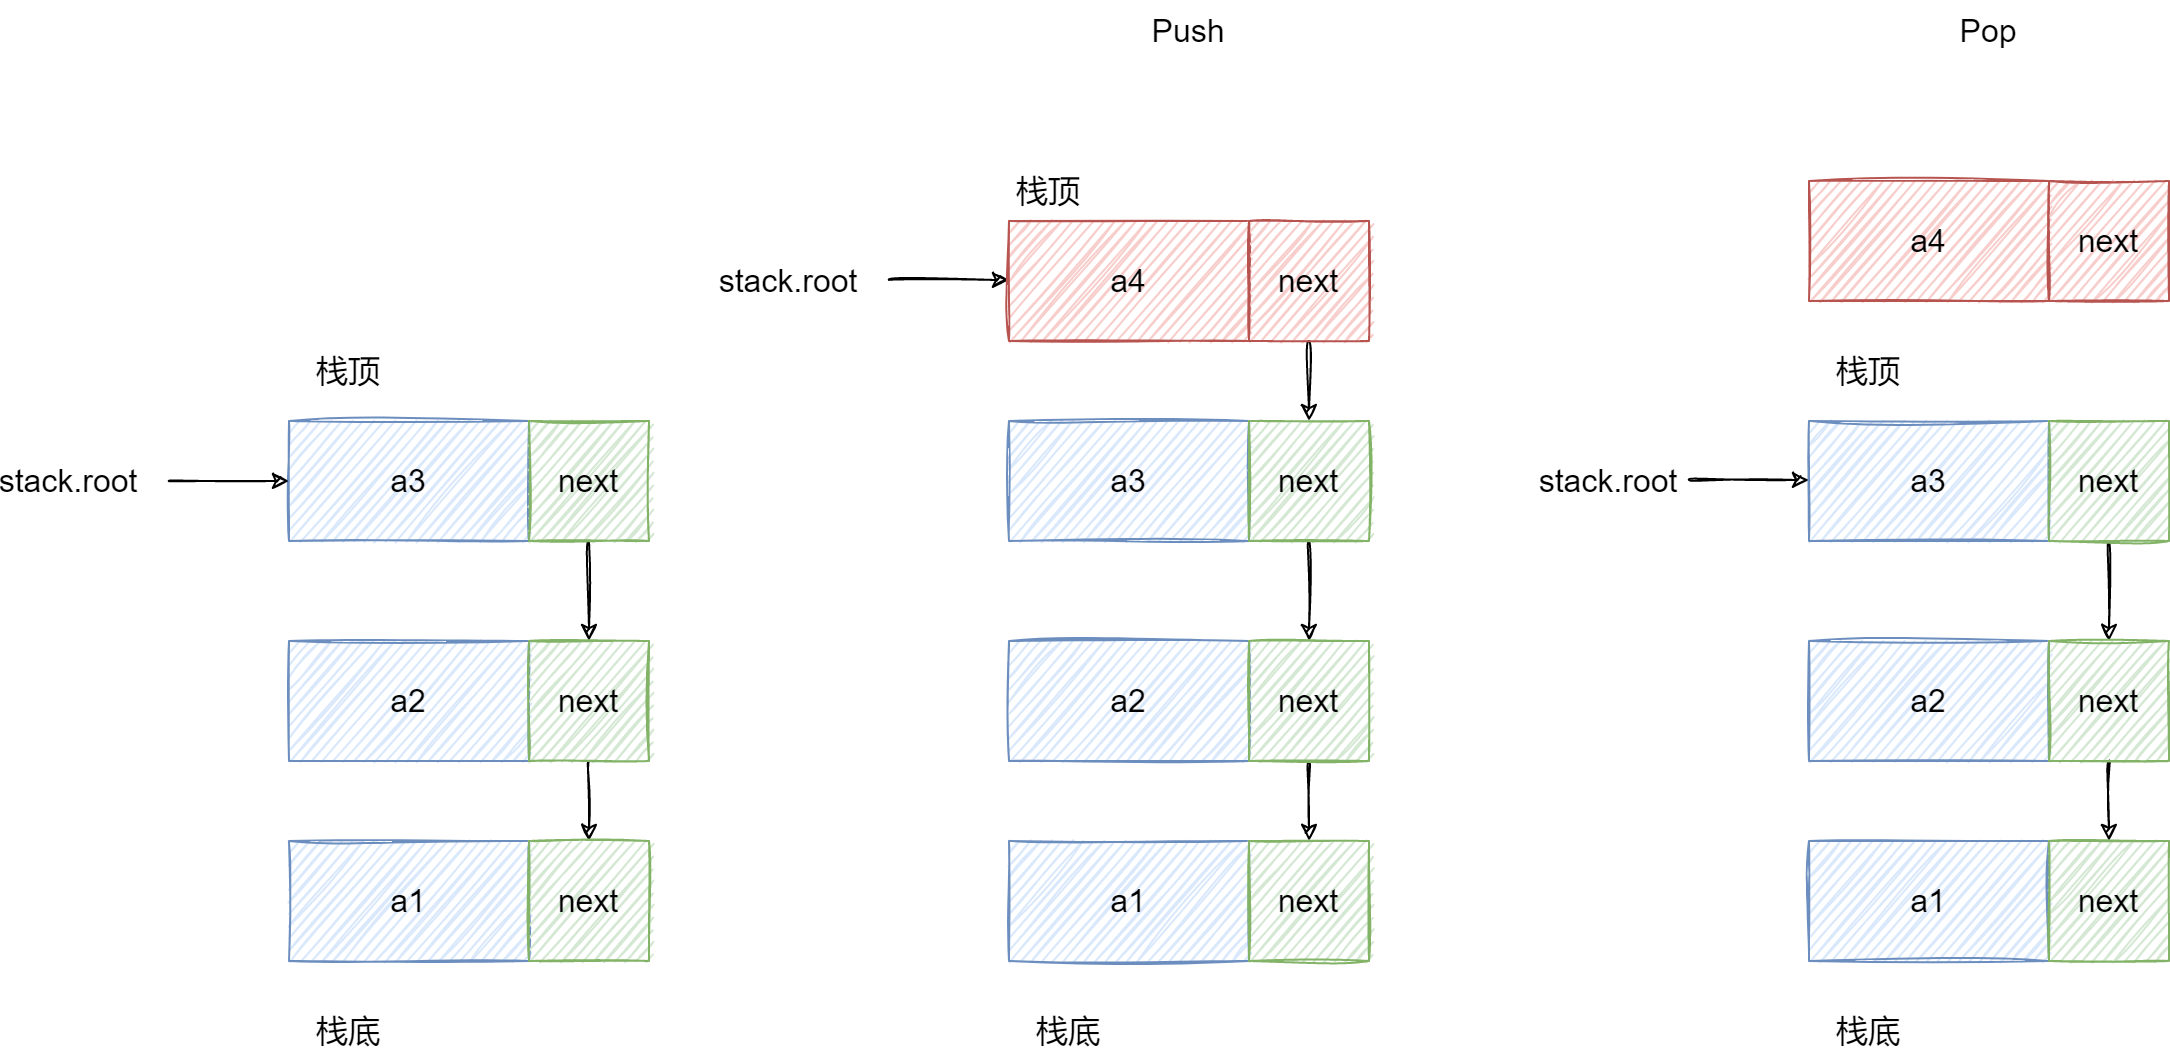 Push
Pop
栈顶
stack.root
a3
next
a2
next
a1
next
栈底
栈顶
stack.root
a4
next
a3
next
a2
next
a1
next
栈底
a4
next
栈顶
stack.root
a3
next
a2
next
a1
next
栈底